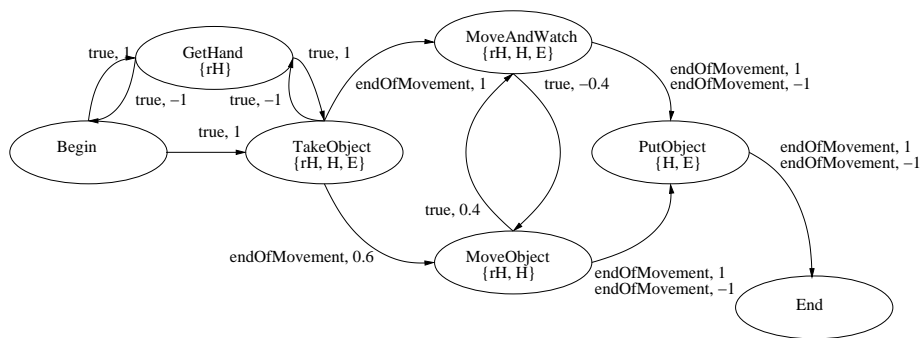 GetHand
{rH}
true, 1
true, 1
true, −1
true, −1
MoveAndWatch
{rH, H, E}
endOfMovement, 1
true, −0.4
endOfMovement, 1
endOfMovement, −1
Begin
true, 1
TakeObject
{rH, H, E}
PutObject
{H, E}
endOfMovement, 1
endOfMovement, −1
true, 0.4
endOfMovement, 0.6
MoveObject
{rH, H}
endOfMovement, 1
endOfMovement, −1
End